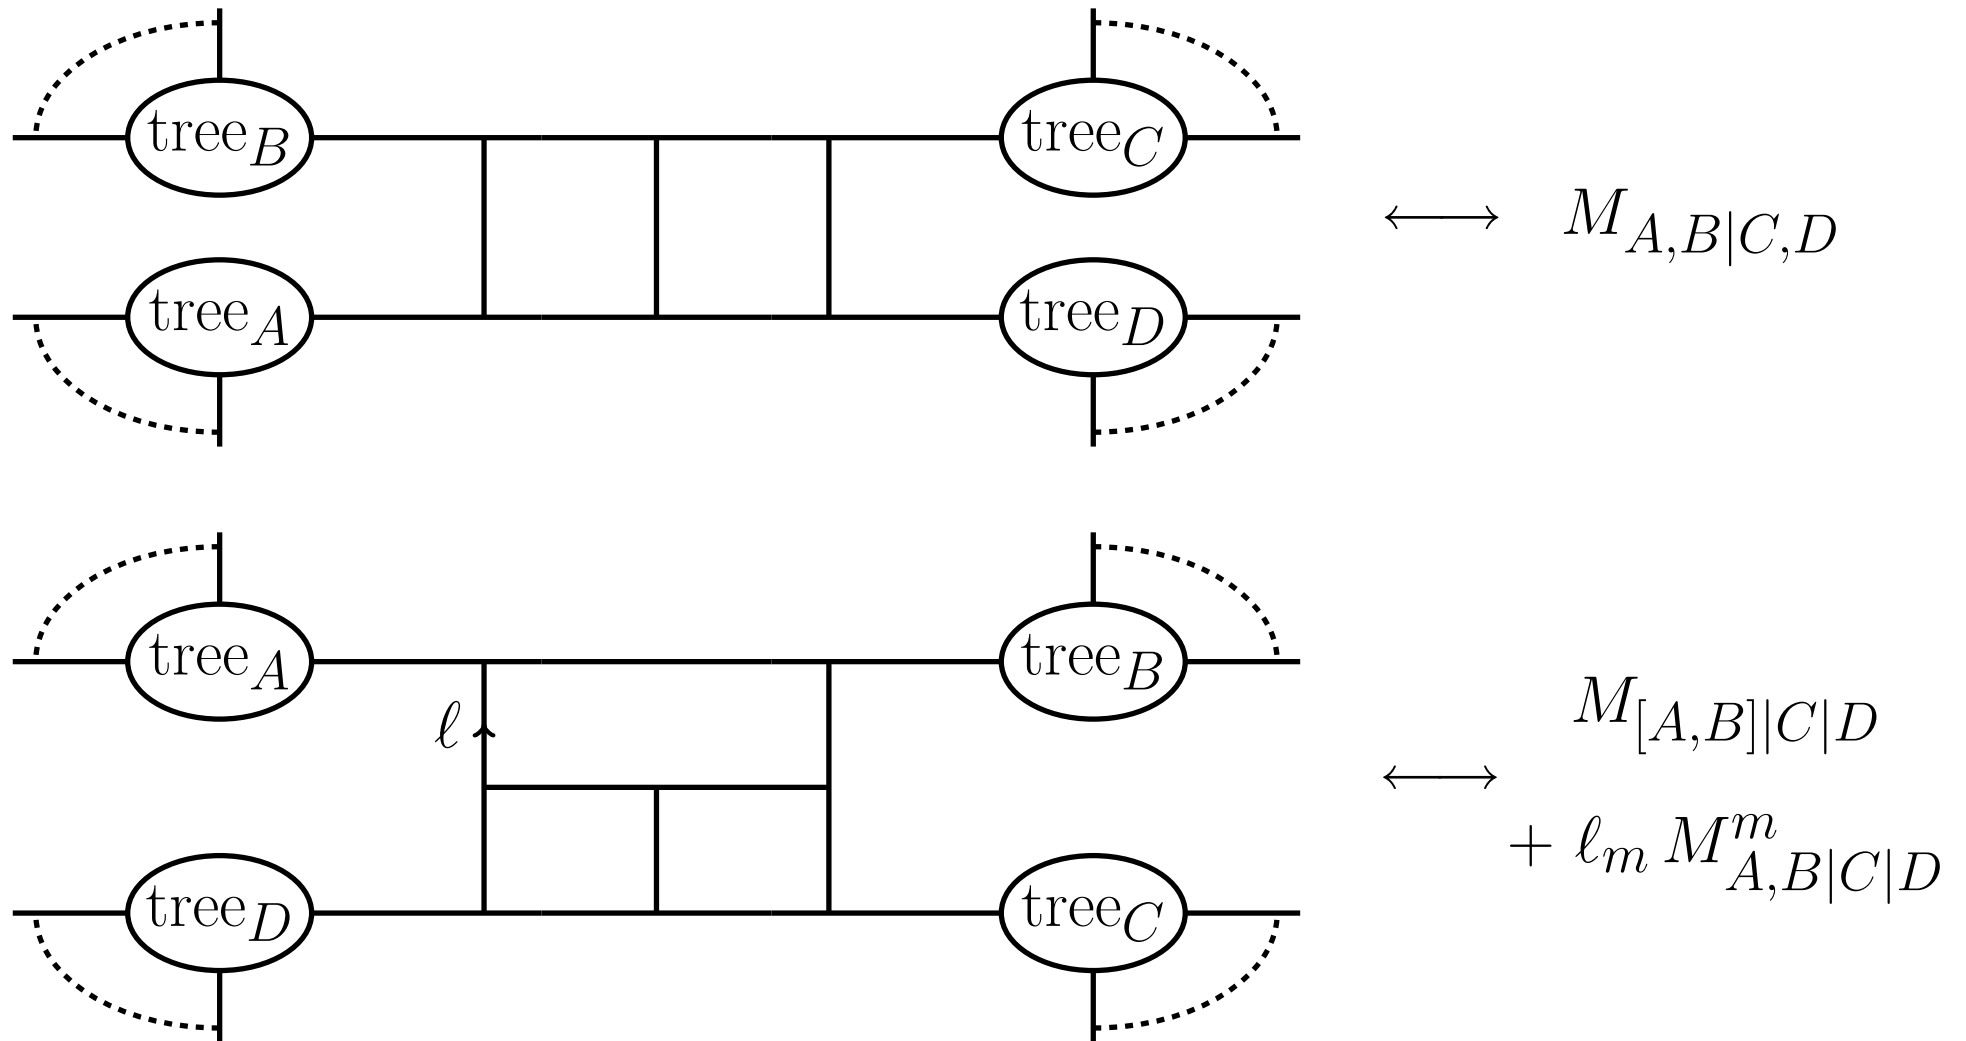 tree_B tree_C
⟷ M_{A,B|C,D}
tree_A tree_D
tree_A tree_B
ℓ
M_{[A,B]|C|D}
⟷
+ ℓ_m M^m_{A,B|C|D}
tree_D tree_C